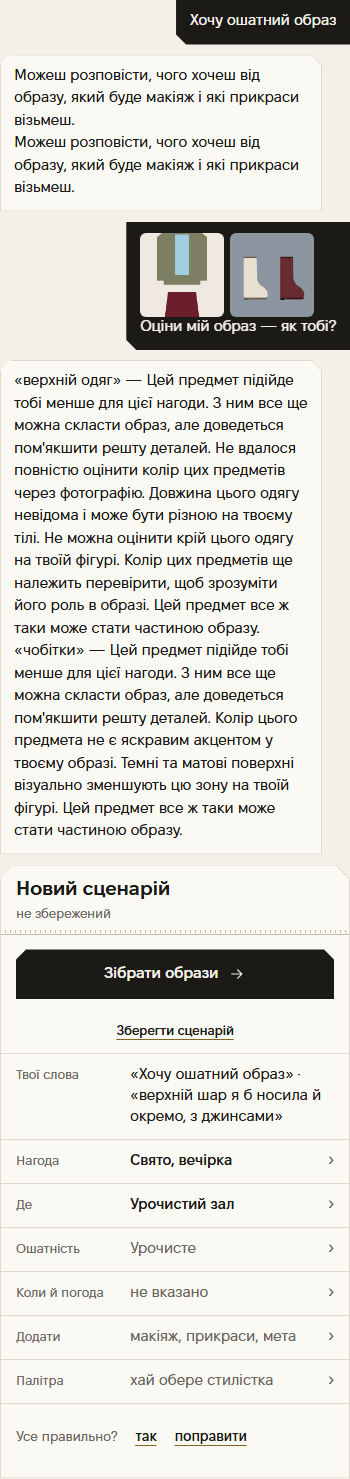 Хочу ошатний образ
Можеш розповісти, чого хочеш від
образу, який буде макіяж і які прикраси
візьмеш.
Можеш розповісти, чого хочеш від
образу, який буде макіяж і які прикраси
візьмеш.
Оціни мій образ — як тобі?
«верхній одяг» — Цей предмет підійде
тобі менше для цієї нагоди. З ним все ще
можна скласти образ, але доведеться
пом'якшити решту деталей. Не вдалося
повністю оцінити колір цих предметів
через фотографію. Довжина цього одягу
невідома і може бути різною на твоєму
тілі. Не можна оцінити крій цього одягу
на твоїй фігурі. Колір цих предметів ще
належить перевірити, щоб зрозуміти
його роль в образі. Цей предмет все ж
таки може стати частиною образу.
«чобітки» — Цей предмет підійде тобі
менше для цієї нагоди. З ним все ще
можна скласти образ, але доведеться
пом'якшити решту деталей. Колір цього
предмета не є яскравим акцентом у
твоєму образі. Темні та матові поверхні
візуально зменшують цю зону на твоїй
фігурі. Цей предмет все ж таки може
стати частиною образу.
Новий сценарій
не збережений
Зібрати образи →
Зберегти сценарій
Твої слова «Хочу ошатний образ» ·
«верхній шар я б носила й
окремо, з джинсами»
Нагода Свято, вечірка ›
Де Урочистий зал ›
Ошатність Урочисте ›
Коли й погода не вказано ›
Додати макіяж, прикраси, мета ›
Палітра хай обере стилістка ›
Усе правильно? так поправити